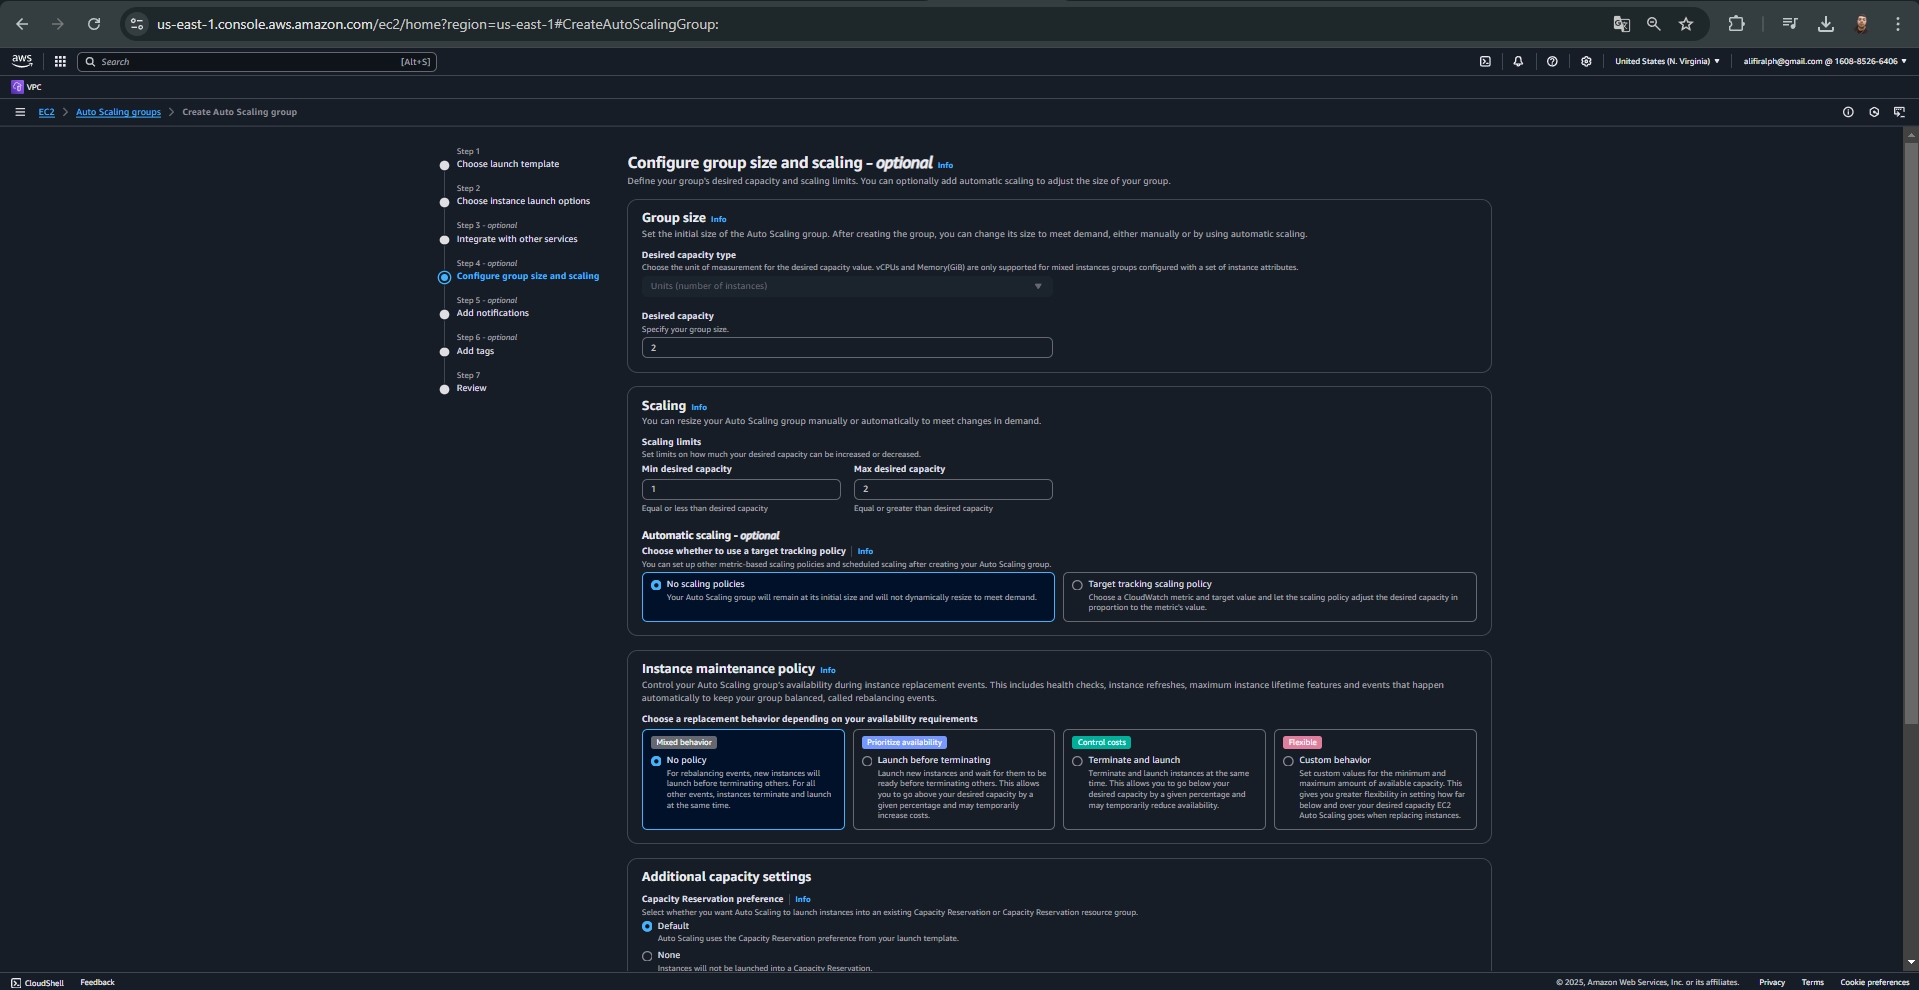 us-east-1.console.aws.amazon.com/ec2/home?region=us-east-1#CreateAutoScalingGroup:
aws
Search
[Alt+S]
United States (N. Virginia)
alifiralph@gmail.com @ 1608-8526-6406
VPC
EC2
Auto Scaling groups
Create Auto Scaling group
Step 1
Choose launch template
Step 2
Choose instance launch options
Step 3 - optional
Integrate with other services
Step 4 - optional
Configure group size and scaling
Step 5 - optional
Add notifications
Step 6 - optional
Add tags
Step 7
Review
Configure group size and scaling - optional Info
Define your group's desired capacity and scaling limits. You can optionally add automatic scaling to adjust the size of your group.
Group size Info
Set the initial size of the Auto Scaling group. After creating the group, you can change its size to meet demand, either manually or by using automatic scaling.
Desired capacity type
Choose the unit of measurement for the desired capacity value. vCPUs and Memory(GiB) are only supported for mixed instances groups configured with a set of instance attributes.
Units (number of instances)
Desired capacity
Specify your group size.
2
Scaling Info
You can resize your Auto Scaling group manually or automatically to meet changes in demand.
Scaling limits
Set limits on how much your desired capacity can be increased or decreased.
Min desired capacity
1
Equal or less than desired capacity
Max desired capacity
2
Equal or greater than desired capacity
Automatic scaling - optional
Choose whether to use a target tracking policy | Info
You can set up other metric-based scaling policies and scheduled scaling after creating your Auto Scaling group.
No scaling policies
Your Auto Scaling group will remain at its initial size and will not dynamically resize to meet demand.
Target tracking scaling policy
Choose a CloudWatch metric and target value and let the scaling policy adjust the desired capacity in
proportion to the metric's value.
Instance maintenance policy Info
Control your Auto Scaling group's availability during instance replacement events. This includes health checks, instance refreshes, maximum instance lifetime features and events that happen
automatically to keep your group balanced, called rebalancing events.
Choose a replacement behavior depending on your availability requirements
Mixed behavior
No policy
For rebalancing events, new instances will
launch before terminating others. For all
other events, instances terminate and launch
at the same time.
Prioritize availability
Launch before terminating
Launch new instances and wait for them to be
ready before terminating others. This allows
you to go above your desired capacity by a
given percentage and may temporarily
increase costs.
Control costs
Terminate and launch
Terminate and launch instances at the same
time. This allows you to go below your
desired capacity by a given percentage and
may temporarily reduce availability.
Flexible
Custom behavior
Set custom values for the minimum and
maximum amount of available capacity. This
gives you greater flexibility in setting how far
below and over your desired capacity EC2
Auto Scaling goes when replacing instances.
Additional capacity settings
Capacity Reservation preference | Info
Select whether you want Auto Scaling to launch instances into an existing Capacity Reservation or Capacity Reservation resource group.
Default
Auto Scaling uses the Capacity Reservation preference from your launch template.
None
Instances will not be launched into a Capacity Reservation.
CloudShell
Feedback
© 2025, Amazon Web Services, Inc. or its affiliates.
Privacy
Terms
Cookie preferences